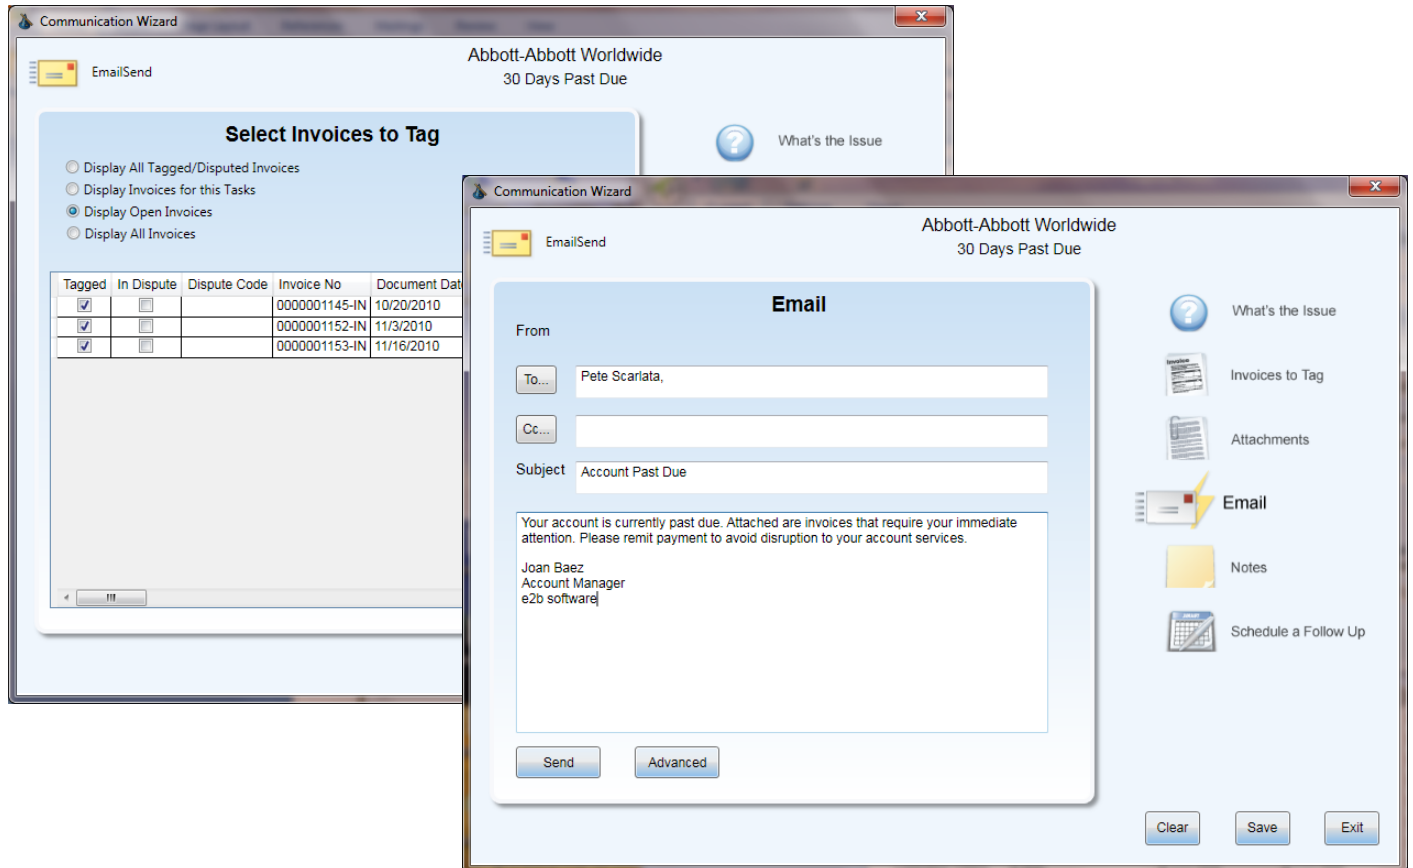 Communication Wizard
EmailSend
Abbott-Abbott Worldwide
30 Days Past Due
Select Invoices to Tag
Display All Tagged/Disputed Invoices
Display Invoices for this Tasks
Display Open Invoices
Display All Invoices
Tagged In Dispute Dispute Code Invoice No Document Dat
0000001145-IN 10/20/2010
0000001152-IN 11/3/2010
0000001153-IN 11/16/2010
What's the Issue
Communication Wizard
EmailSend
Abbott-Abbott Worldwide
30 Days Past Due
Email
From
To... Pete Scarlata,
Cc...
Subject Account Past Due
Your account is currently past due. Attached are invoices that require your immediate
attention. Please remit payment to avoid disruption to your account services.
Joan Baez
Account Manager
e2b software
Send Advanced
What's the Issue
Invoice
Invoices to Tag
Attachments
Email
Notes
Schedule a Follow Up
Clear Save Exit